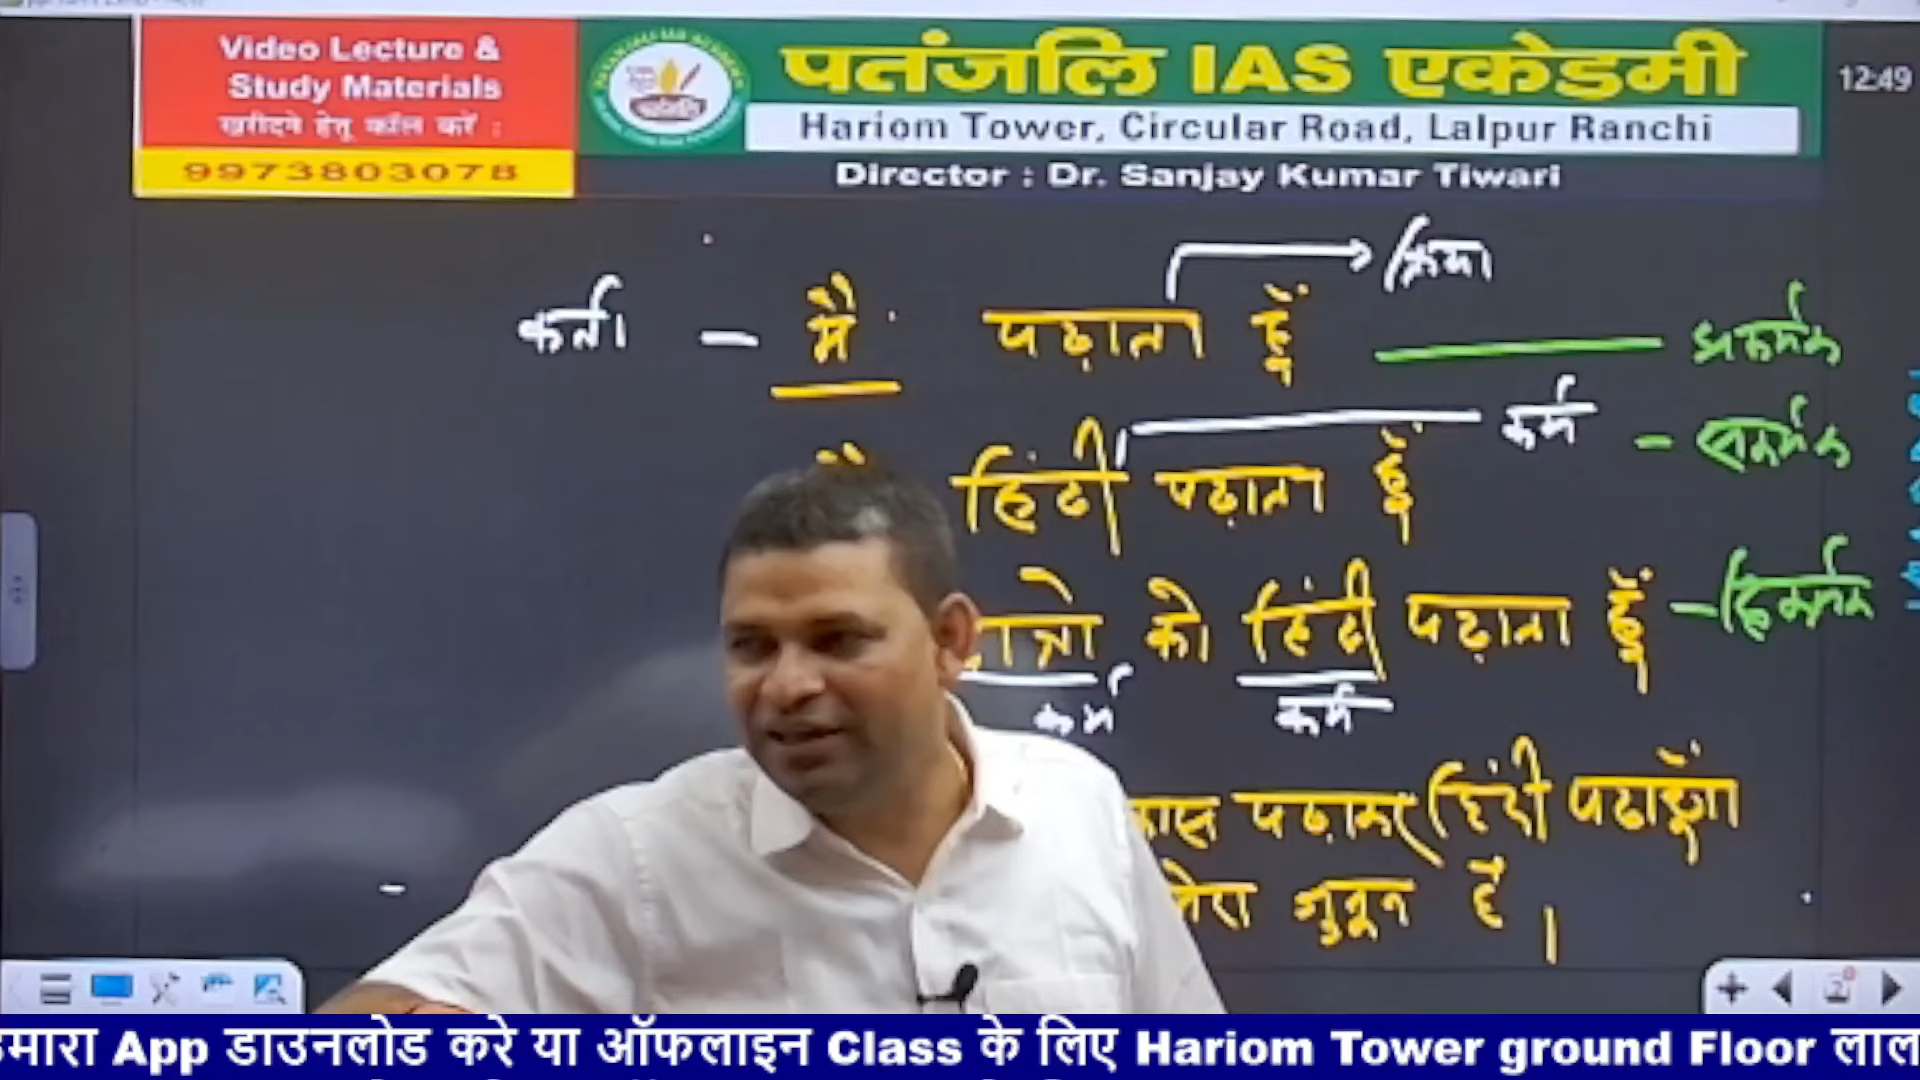 Video Lecture &
Study Materials
खरीदने हेतू कॉल करें :
9973803078
पतंजलि IAS एकेडमी
Hariom Tower, Circular Road, Lalpur Ranchi
Director : Dr. Sanjay Kumar Tiwari
12:49
क्रिया
कर्ता – मैं पढ़ाता हूँ अकर्मक
कर्म – सकर्मक
हिंदी पढ़ाता हूँ
को हिंदी पढ़ाता हूँ – द्विकर्मक
कर्म कर्म
पढ़ाकर हिंदी पढाऊंगा
मेरा जुनून है ।
हमारा App डाउनलोड करे या ऑफलाइन Class के लिए Hariom Tower ground Floor लाल